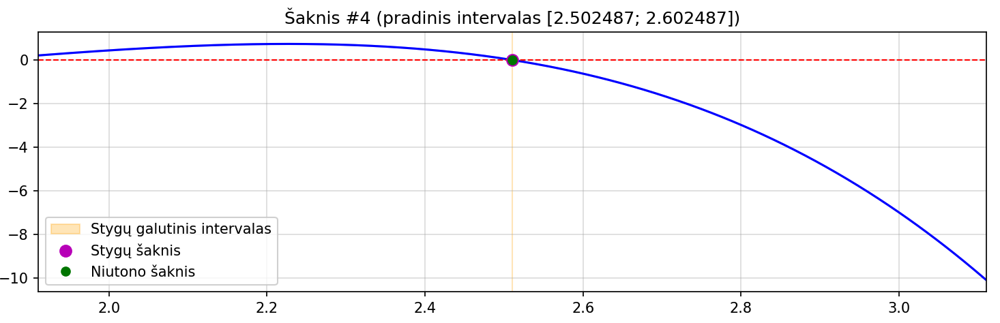 Šaknis #4 (pradinis intervalas [2.502487; 2.602487])
0
−2
−4
−6
−8
−10
Stygų galutinis intervalas
Stygų šaknis
Niutono šaknis
2.0 2.2 2.4 2.6 2.8 3.0